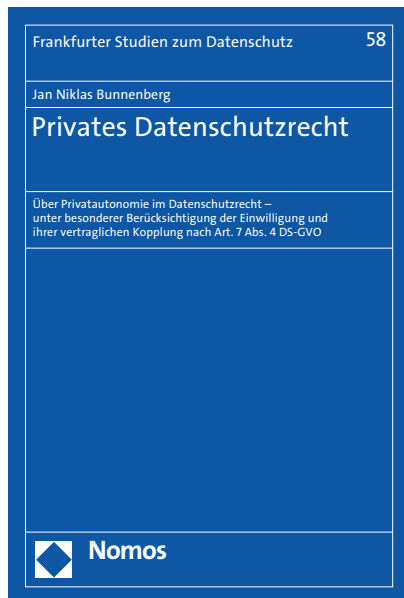 Frankfurter Studien zum Datenschutz 58
Jan Niklas Bunnenberg
Privates Datenschutzrecht
Über Privatautonomie im Datenschutzrecht –
unter besonderer Berücksichtigung der Einwilligung und
ihrer vertraglichen Kopplung nach Art. 7 Abs. 4 DS-GVO
Nomos